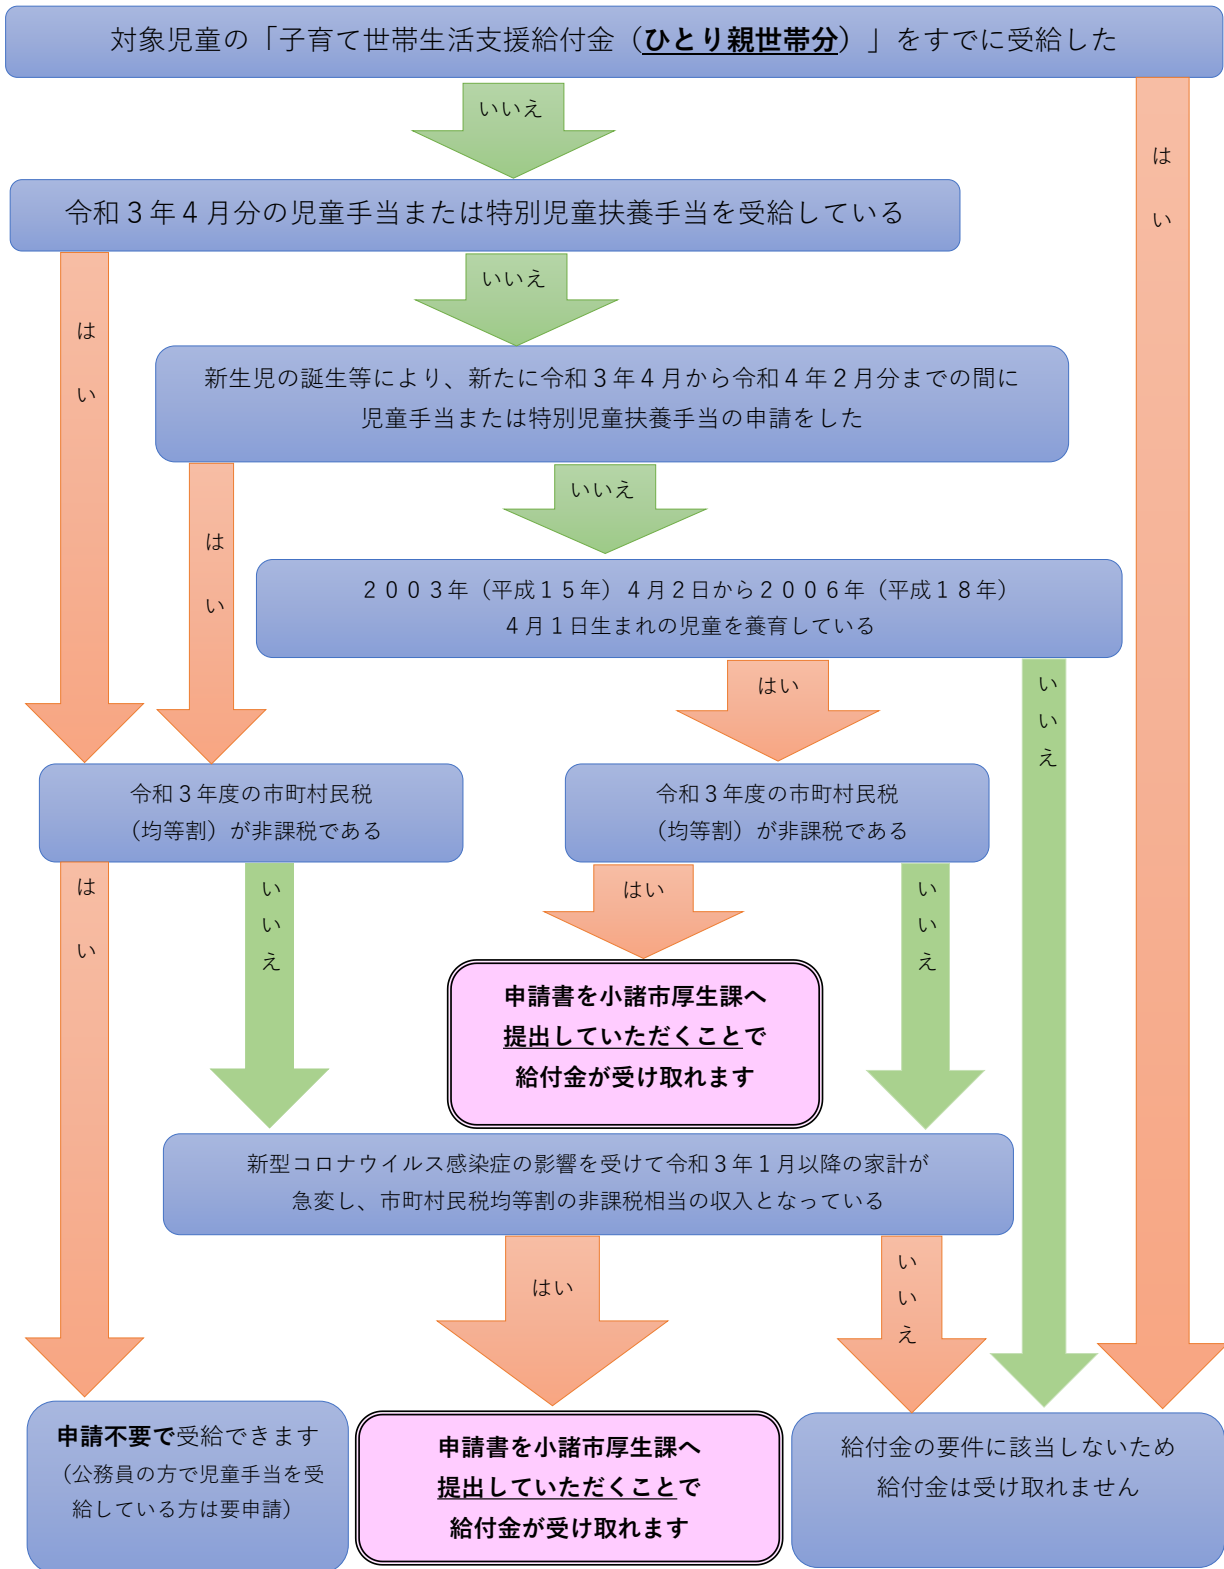 対象児童の「子育て世帯生活支援給付金（ひとり親世帯分）」をすでに受給した
いいえ
はい
令和３年４月分の児童手当または特別児童扶養手当を受給している
いいえ
はい
新生児の誕生等により、新たに令和３年４月から令和４年２月分までの間に
児童手当または特別児童扶養手当の申請をした
いいえ
はい
２００３年（平成１５年）４月２日から２００６年（平成１８年）
４月１日生まれの児童を養育している
はい
いいえ
令和３年度の市町村民税
（均等割）が非課税である
令和３年度の市町村民税
（均等割）が非課税である
はい
いいえ
はい
いいえ
申請書を小諸市厚生課へ
提出していただくことで
給付金が受け取れます
新型コロナウイルス感染症の影響を受けて令和３年１月以降の家計が
急変し、市町村民税均等割の非課税相当の収入となっている
はい
いいえ
申請不要で受給できます
（公務員の方で児童手当を受
給している方は要申請）
申請書を小諸市厚生課へ
提出していただくことで
給付金が受け取れます
給付金の要件に該当しないため
給付金は受け取れません